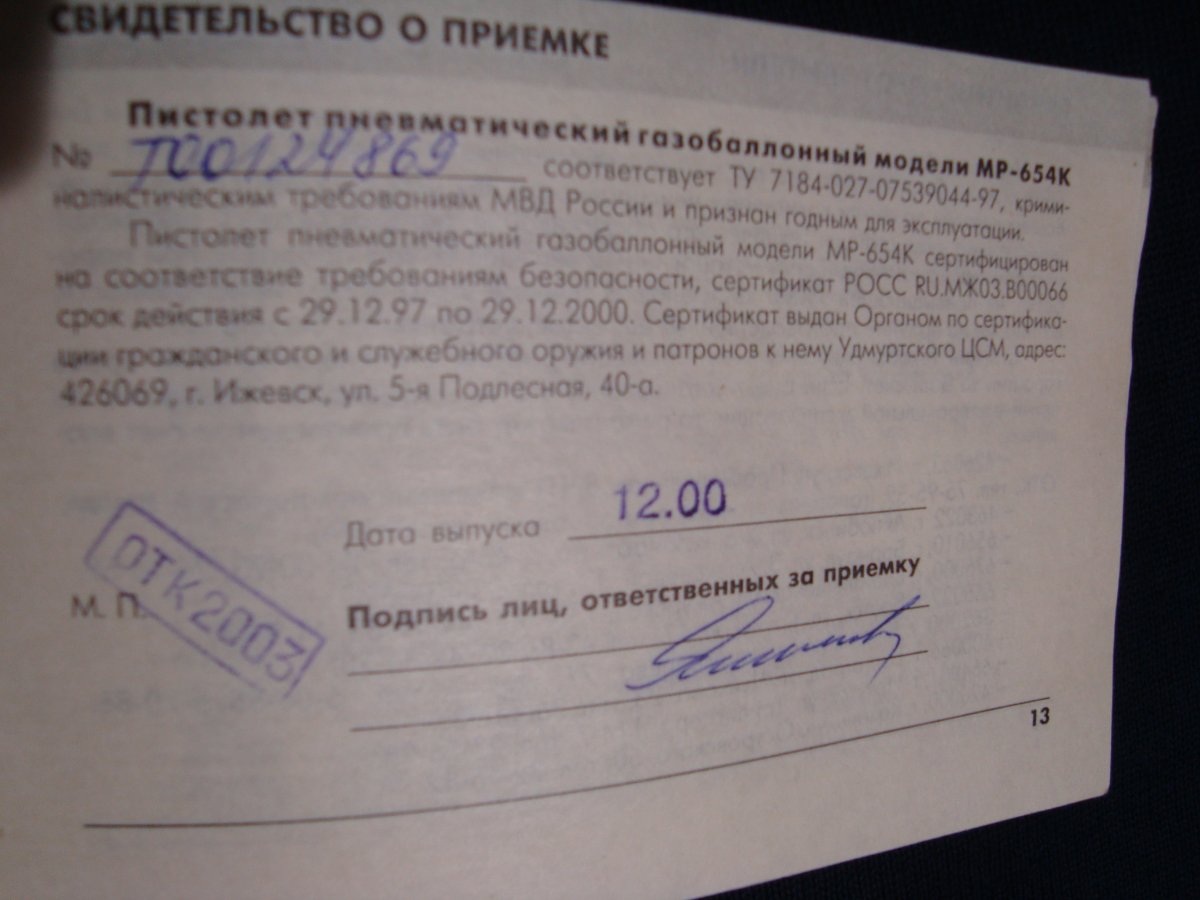 СВИДЕТЕЛЬСТВО О ПРИЕМКЕ
Пистолет пневматический газобаллонный модели МР-654К
№ Т00124869 соответствует ТУ 7184-027-07539044-97, крими-
налистическим требованиям МВД России и признан годным для эксплуатации.
Пистолет пневматический газобаллонный модели МР-654К сертифицирован
на соответствие требованиям безопасности, сертификат РОСС RU.МЖ03.В00066
срок действия с 29.12.97 по 29.12.2000. Сертификат выдан Органом по сертифика-
ции гражданского и служебного оружия и патронов к нему Удмуртского ЦСМ, адрес:
426069, г. Ижевск, ул. 5-я Подлесная, 40-а.
Дата выпуска 12.00
М. П.
ОТК2003
Подпись лиц, ответственных за приемку
13